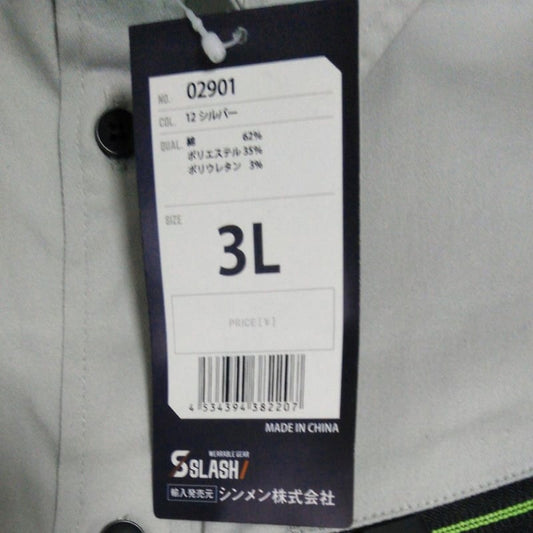 NO. 02901
COL. 12 シルバー
QUAL. 綿 62%
ポリエステル 35%
ポリウレタン 3%
SIZE
3L
PRICE[¥]
4 534394 382207
MADE IN CHINA
WEARABLE GEAR
SLASH/
輸入発売元 シンメン株式会社